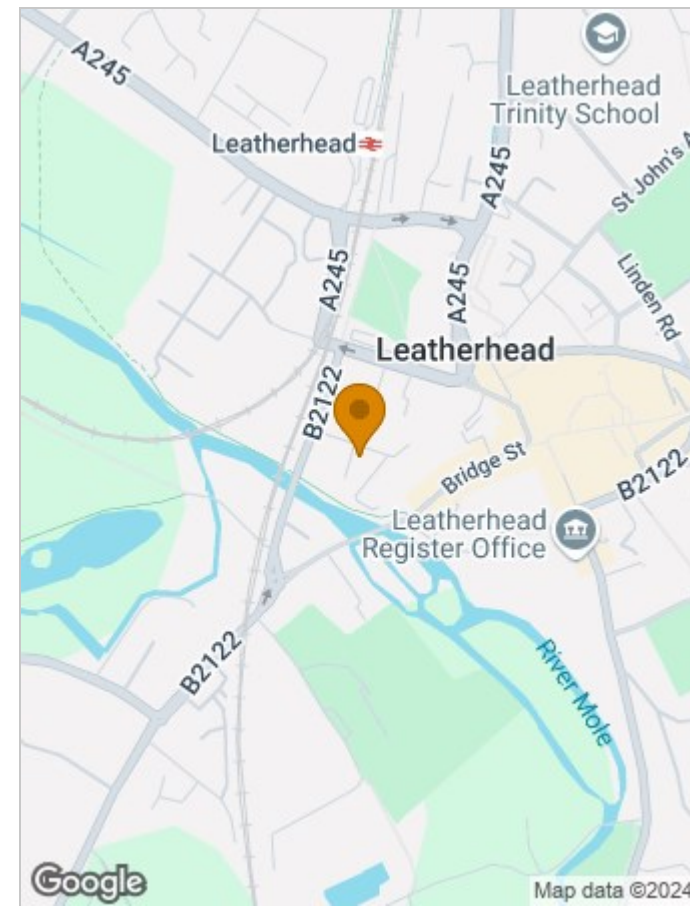 A245
Leatherhead
Trinity School
Leatherhead
A245
St John's A
A245
A245
Linden Rd
Leatherhead
B2122
Bridge St
B2122
Leatherhead
Register Office
B2122
River Mole
Google
Map data ©2024